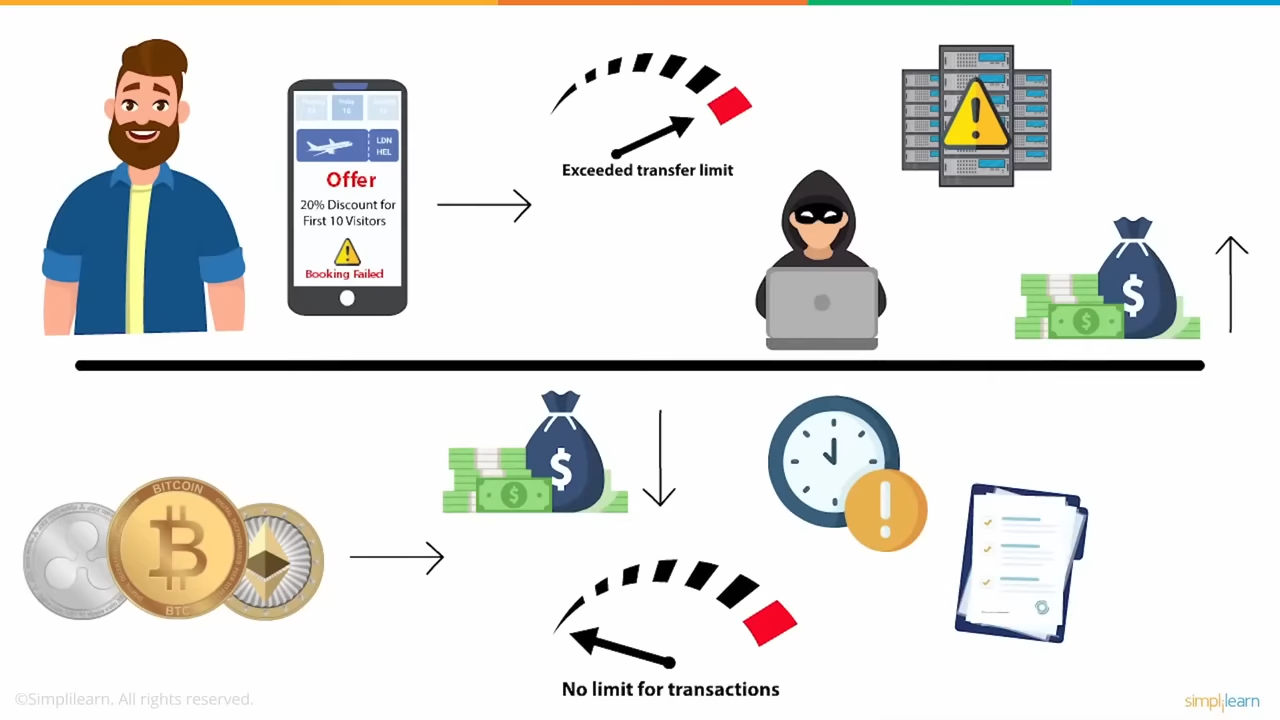 LDN
HEL
Offer
20% Discount for
First 10 Visitors
Booking Failed
Exceeded transfer limit
$
$
$
$
BITCOIN
BTC
No limit for transactions
©Simplilearn. All rights reserved.
simplilearn